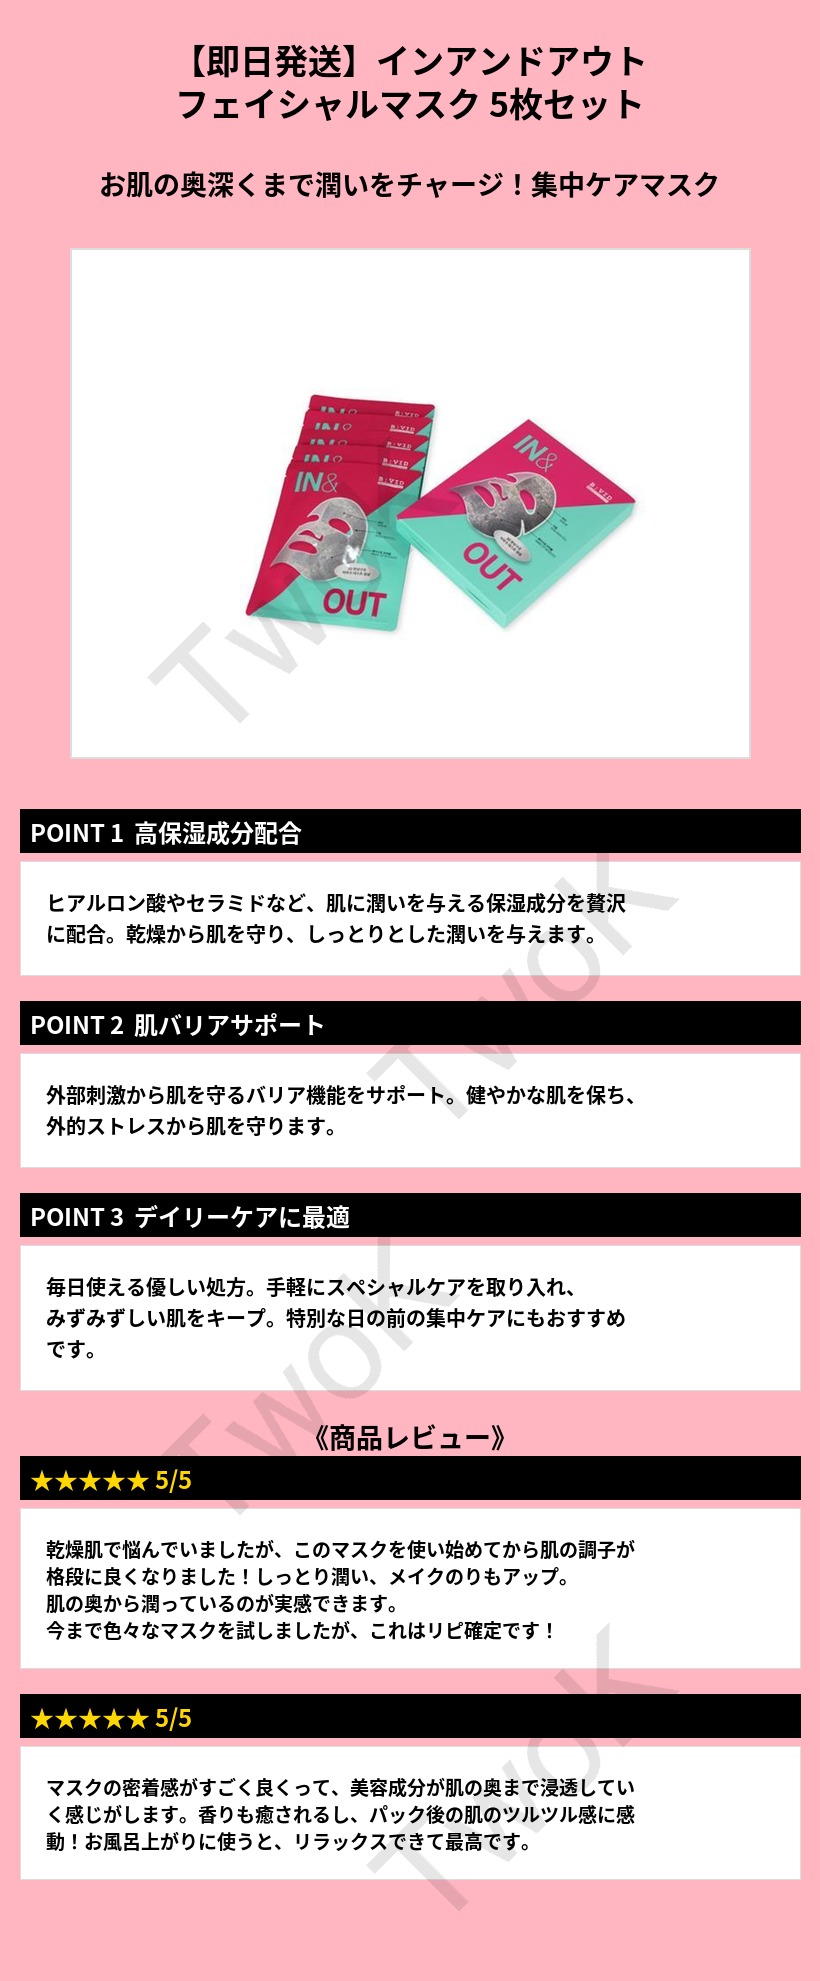 【即日発送】インアンドアウト
フェイシャルマスク 5枚セット
お肌の奥深くまで潤いをチャージ！集中ケアマスク
IN&
B:VID
OUT
IN&
B:VID
OUT
POINT 1 高保湿成分配合
ヒアルロン酸やセラミドなど、肌に潤いを与える保湿成分を贅沢
に配合。乾燥から肌を守り、しっとりとした潤いを与えます。
POINT 2 肌バリアサポート
外部刺激から肌を守るバリア機能をサポート。健やかな肌を保ち、
外的ストレスから肌を守ります。
POINT 3 デイリーケアに最適
毎日使える優しい処方。手軽にスペシャルケアを取り入れ、
みずみずしい肌をキープ。特別な日の前の集中ケアにもおすすめ
です。
《商品レビュー》
★★★★★ 5/5
乾燥肌で悩んでいましたが、このマスクを使い始めてから肌の調子が
格段に良くなりました！しっとり潤い、メイクのりもアップ。
肌の奥から潤っているのが実感できます。
今まで色々なマスクを試しましたが、これはリピ確定です！
★★★★★ 5/5
マスクの密着感がすごく良くって、美容成分が肌の奥まで浸透してい
く感じがします。香りも癒されるし、パック後の肌のツルツル感に感
動！お風呂上がりに使うと、リラックスできて最高です。
TwoK
TwoK
TwoK
TwoK